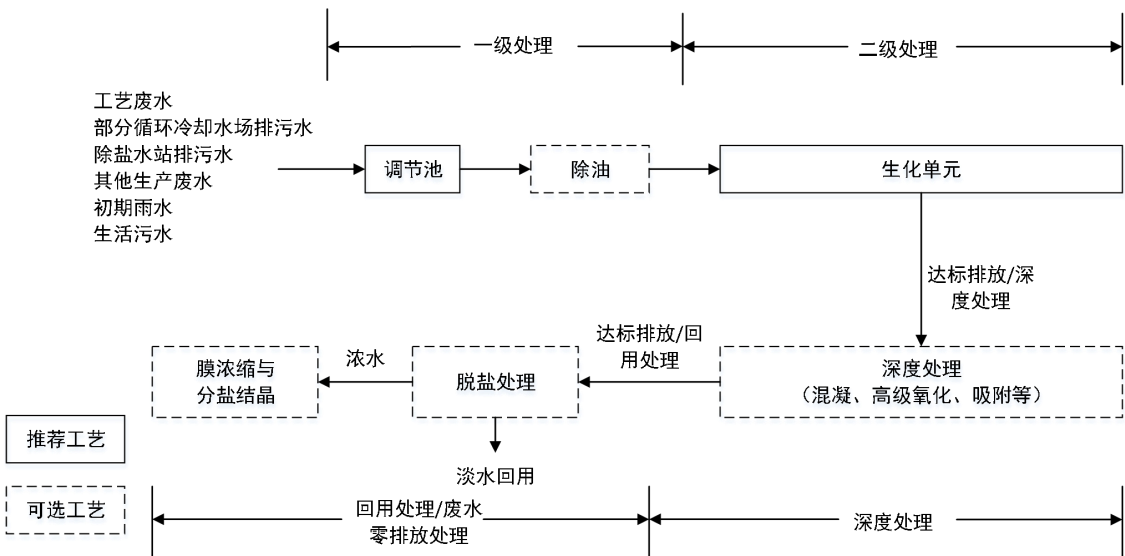 一级处理
二级处理
工艺废水
部分循环冷却水场排污水
除盐水站排污水
其他生产废水
初期雨水
生活污水
调节池
除油
生化单元
达标排放/深
度处理
达标排放/回
用处理
浓水
膜浓缩与
分盐结晶
脱盐处理
深度处理
（混凝、高级氧化、吸附等）
推荐工艺
淡水回用
可选工艺
回用处理/废水
零排放处理
深度处理